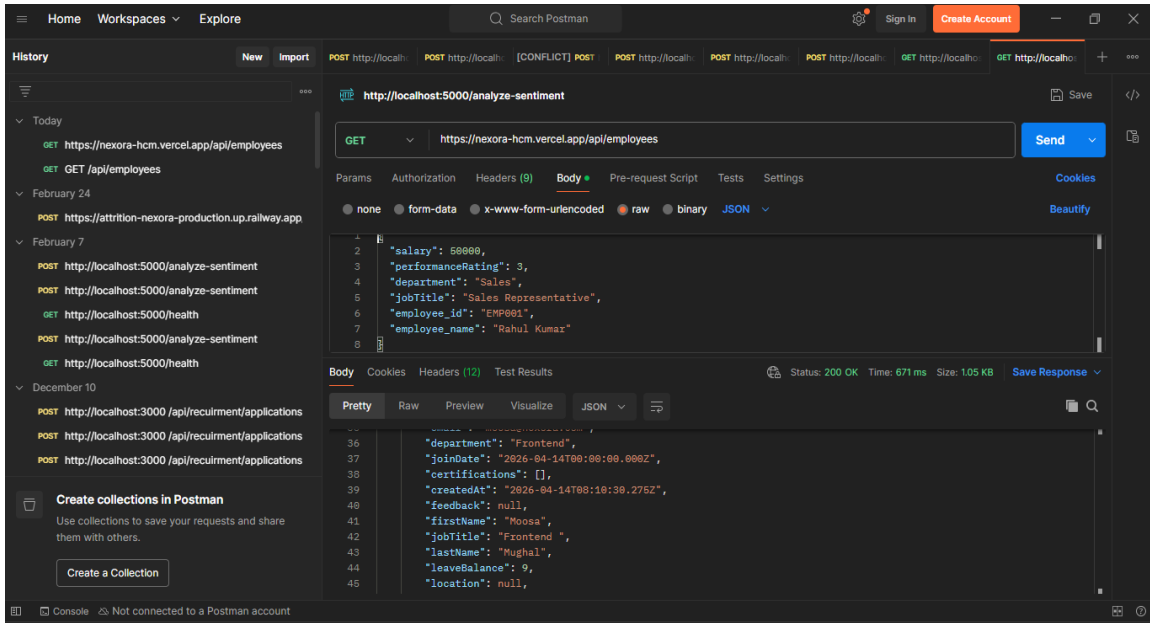 Home Workspaces Explore Search Postman Sign In Create Account
History New Import
POST http://localh POST http://localh [CONFLICT] POST POST http://localh POST http://localh POST http://localh GET http://localho GET http://localho
HTTP http://localhost:5000/analyze-sentiment Save
GET https://nexora-hcm.vercel.app/api/employees Send
Params Authorization Headers (9) Body Pre-request Script Tests Settings Cookies
none form-data x-www-form-urlencoded raw binary JSON Beautify
1 {
2 "salary": 50000,
3 "performanceRating": 3,
4 "department": "Sales",
5 "jobTitle": "Sales Representative",
6 "employee_id": "EMP001",
7 "employee_name": "Rahul Kumar"
8 }
Body Cookies Headers (12) Test Results Status: 200 OK Time: 671 ms Size: 1.05 KB Save Response
Pretty Raw Preview Visualize JSON
36 "department": "Frontend",
37 "joinDate": "2026-04-14T00:00:00.000Z",
38 "certifications": [],
39 "createdAt": "2026-04-14T08:10:30.275Z",
40 "feedback": null,
41 "firstName": "Moosa",
42 "jobTitle": "Frontend ",
43 "lastName": "Mughal",
44 "leaveBalance": 9,
45 "location": null,
Today
GET https://nexora-hcm.vercel.app/api/employees
GET GET /api/employees
February 24
POST https://attrition-nexora-production.up.railway.app
February 7
POST http://localhost:5000/analyze-sentiment
POST http://localhost:5000/analyze-sentiment
GET http://localhost:5000/health
POST http://localhost:5000/analyze-sentiment
GET http://localhost:5000/health
December 10
POST http://localhost:3000 /api/recuirment/applications
POST http://localhost:3000 /api/recuirment/applications
POST http://localhost:3000 /api/recuirment/applications
Create collections in Postman
Use collections to save your requests and share
them with others.
Create a Collection
Console Not connected to a Postman account